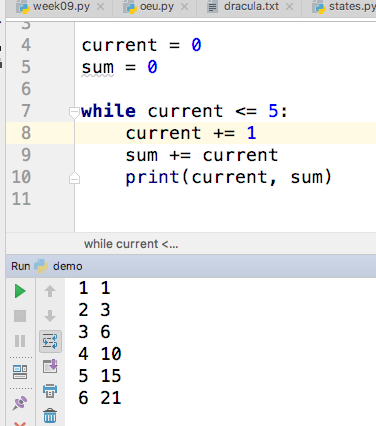 week09.py oeu.py dracula.txt states.py
3
4 current = 0
5 sum = 0
6
7 while current <= 5:
8 current += 1
9 sum += current
10 print(current, sum)
11
while current <...
Run demo
1 1
2 3
3 6
4 10
5 15
6 21